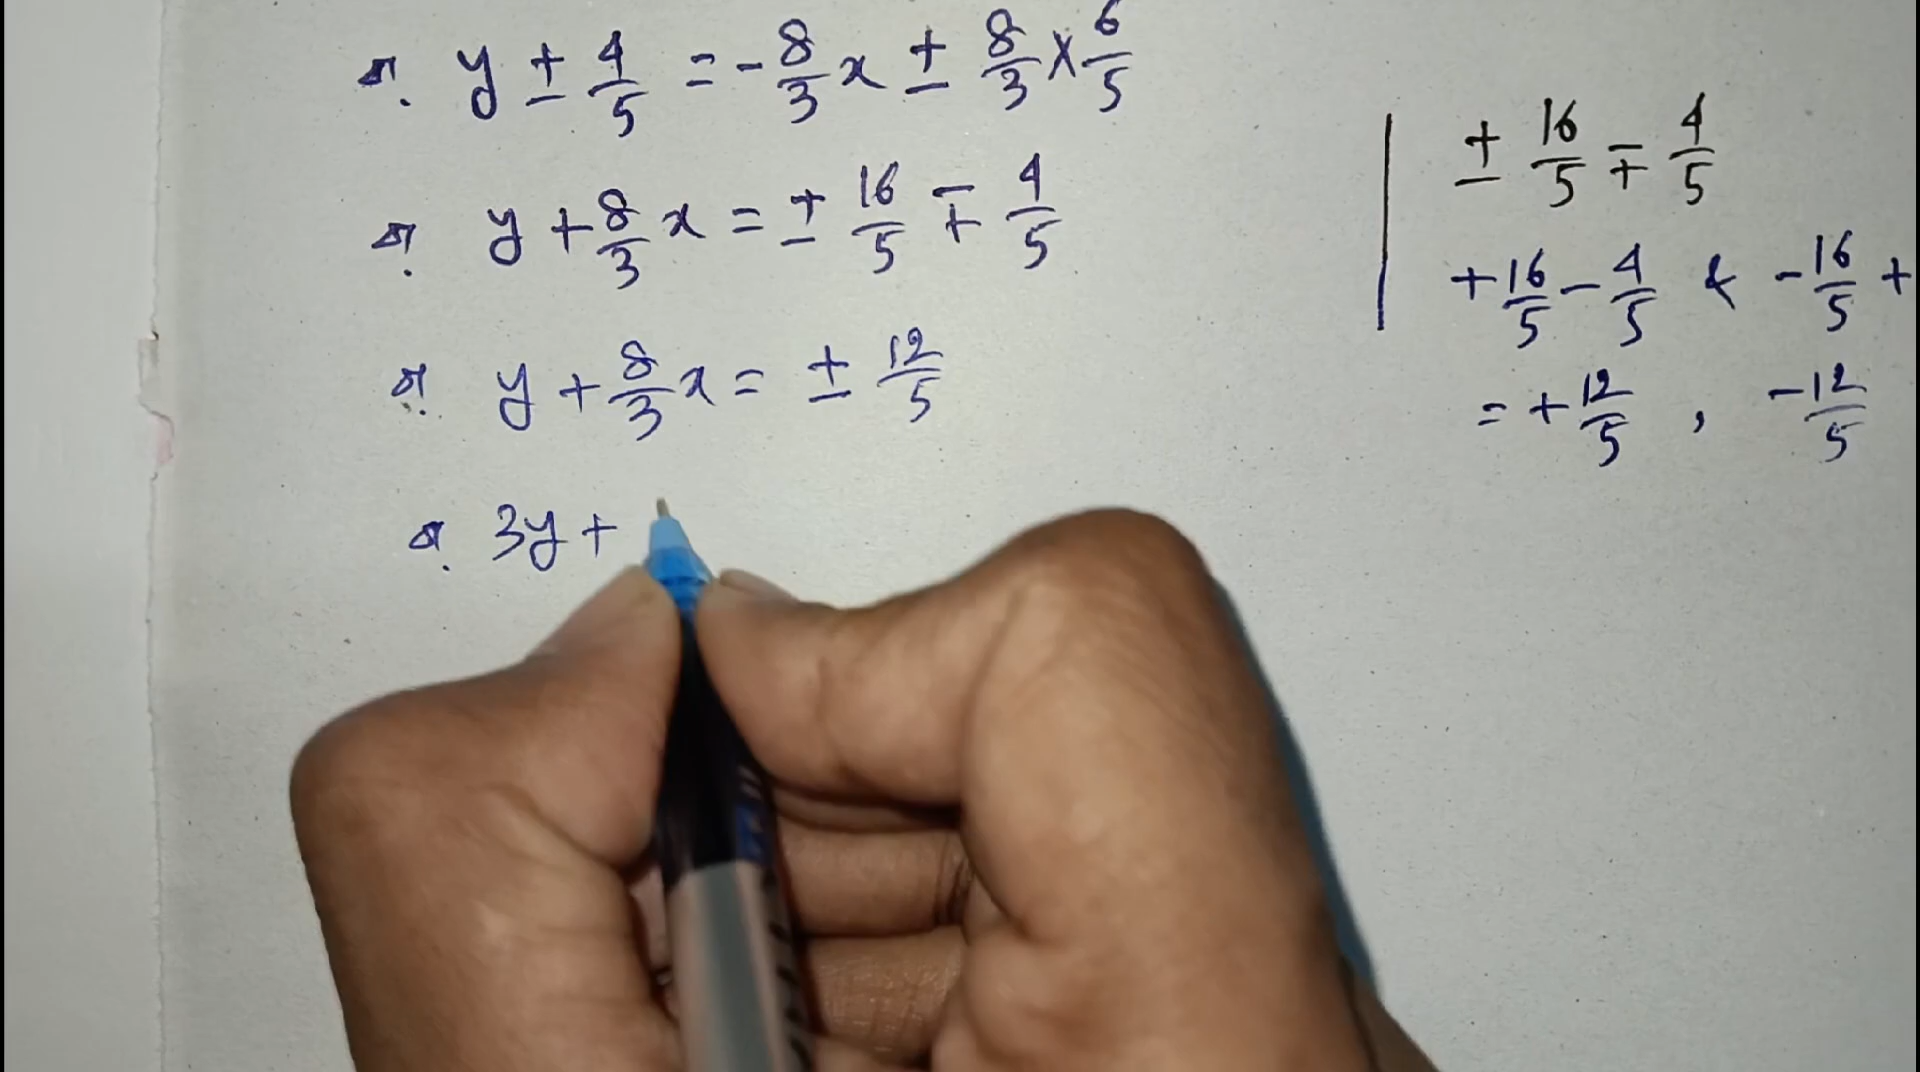 বা, y ± 4/5 = -8/3 x ± 8/3 × 6/5
বা, y + 8/3 x = ± 16/5 ∓ 4/5
বা, y + 8/3 x = ± 12/5
বা, 3y +
± 16/5 ∓ 4/5
+16/5 - 4/5 & -16/5 +
= +12/5 , -12/5